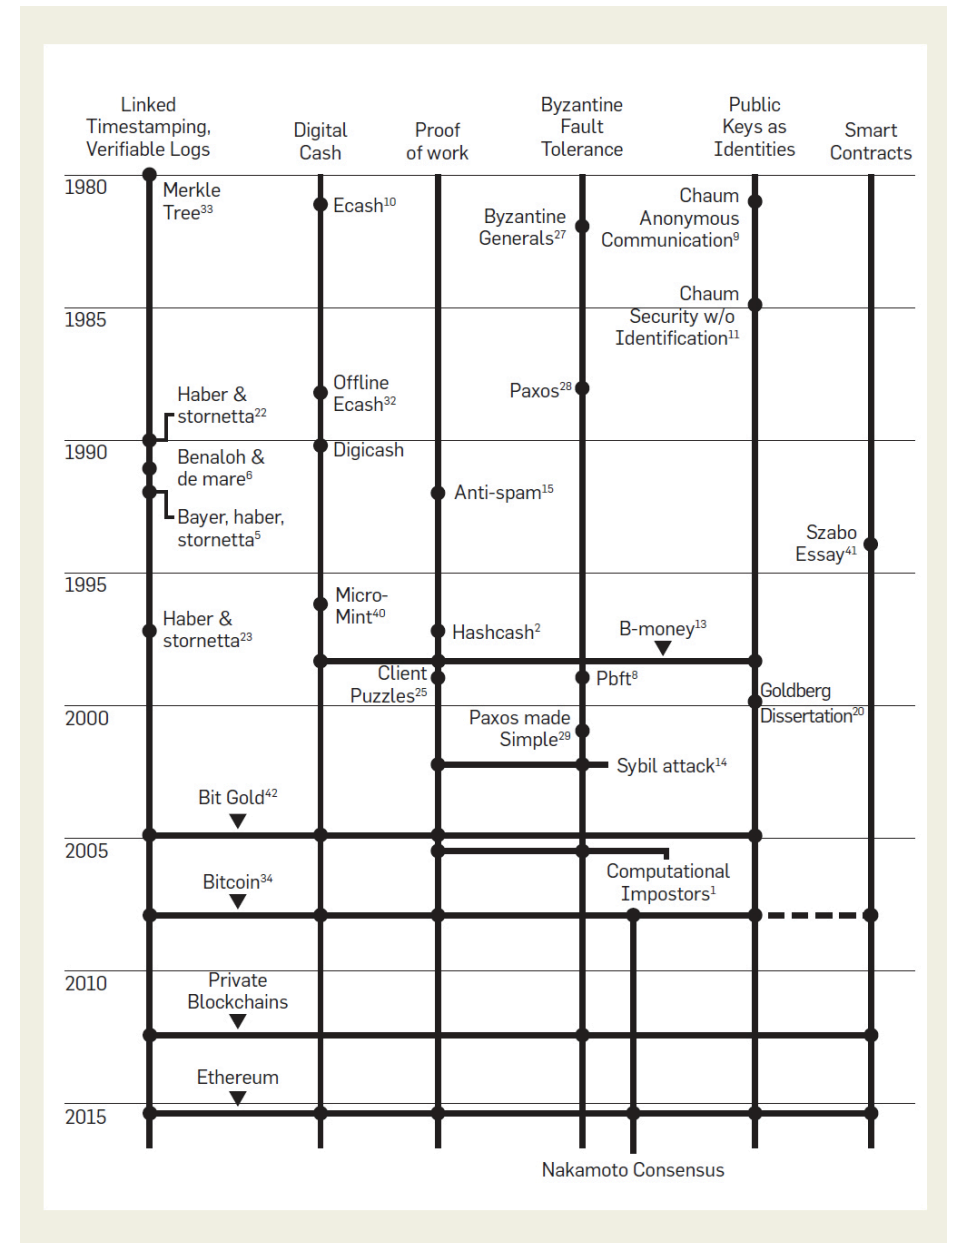 Linked
Timestamping,
Verifiable Logs
Digital
Cash
Proof
of work
Byzantine
Fault
Tolerance
Public
Keys as
Identities
Smart
Contracts
1980
Merkle
Tree33
Ecash10
Byzantine
Generals27
Chaum
Anonymous
Communication9
1985
Chaum
Security w/o
Identification11
Haber &
stornetta22
Offline
Ecash32
Paxos28
1990
Digicash
Benaloh &
de mare6
Anti-spam15
Bayer, haber,
stornetta5
Szabo
Essay41
1995
Micro-
Mint40
Haber &
stornetta23
Hashcash2
B-money13
Client
Puzzles25
Pbft8
Goldberg
Dissertation20
2000
Paxos made
Simple29
Sybil attack14
Bit Gold42
2005
Computational
Impostors1
Bitcoin34
2010
Private
Blockchains
Ethereum
2015
Nakamoto Consensus